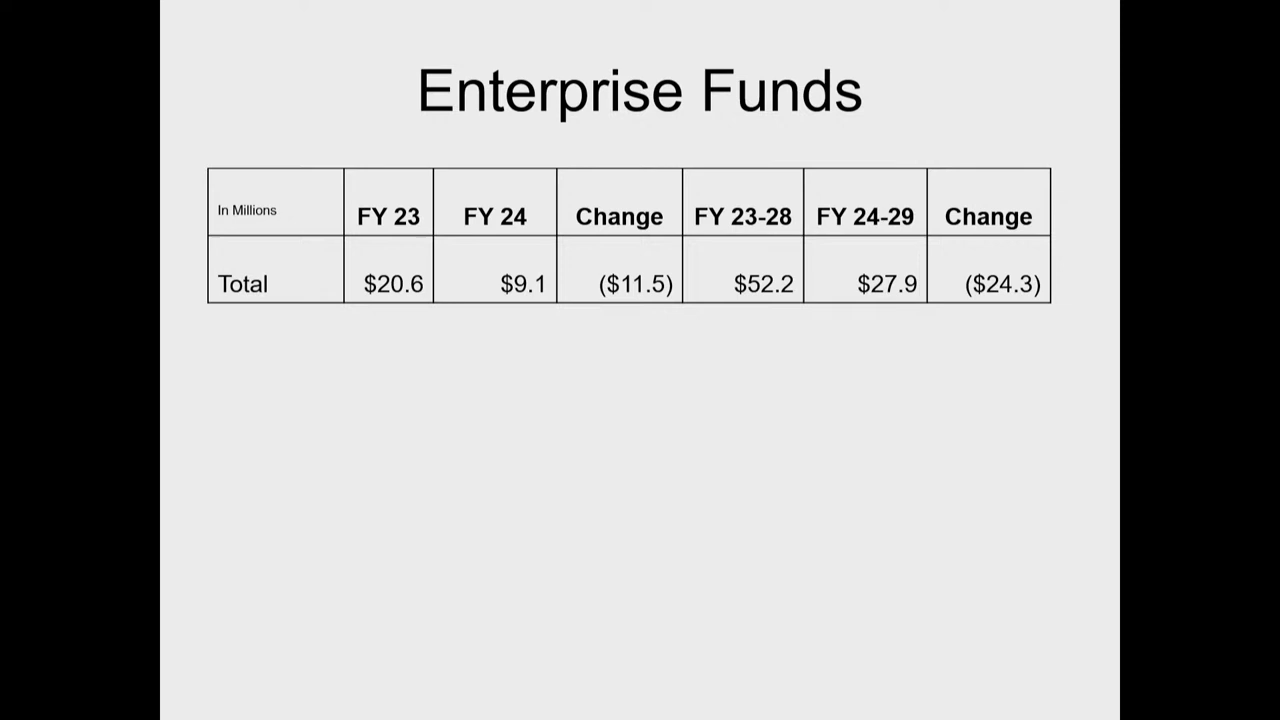 Enterprise Funds
In Millions FY 23 FY 24 Change FY 23-28 FY 24-29 Change
Total $20.6 $9.1 ($11.5) $52.2 $27.9 ($24.3)